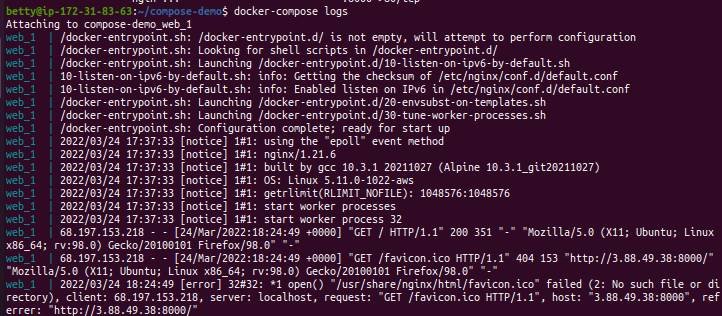 betty@ip-172-31-83-63:~/compose-demo$ docker-compose logs
Attaching to compose-demo_web_1
web_1  | /docker-entrypoint.sh: /docker-entrypoint.d/ is not empty, will attempt to perform configuration
web_1  | /docker-entrypoint.sh: Looking for shell scripts in /docker-entrypoint.d/
web_1  | /docker-entrypoint.sh: Launching /docker-entrypoint.d/10-listen-on-ipv6-by-default.sh
web_1  | 10-listen-on-ipv6-by-default.sh: info: Getting the checksum of /etc/nginx/conf.d/default.conf
web_1  | 10-listen-on-ipv6-by-default.sh: info: Enabled listen on IPv6 in /etc/nginx/conf.d/default.conf
web_1  | /docker-entrypoint.sh: Launching /docker-entrypoint.d/20-envsubst-on-templates.sh
web_1  | /docker-entrypoint.sh: Launching /docker-entrypoint.d/30-tune-worker-processes.sh
web_1  | /docker-entrypoint.sh: Configuration complete; ready for start up
web_1  | 2022/03/24 17:37:33 [notice] 1#1: using the "epoll" event method
web_1  | 2022/03/24 17:37:33 [notice] 1#1: nginx/1.21.6
web_1  | 2022/03/24 17:37:33 [notice] 1#1: built by gcc 10.3.1 20211027 (Alpine 10.3.1_git20211027)
web_1  | 2022/03/24 17:37:33 [notice] 1#1: OS: Linux 5.11.0-1022-aws
web_1  | 2022/03/24 17:37:33 [notice] 1#1: getrlimit(RLIMIT_NOFILE): 1048576:1048576
web_1  | 2022/03/24 17:37:33 [notice] 1#1: start worker processes
web_1  | 2022/03/24 17:37:33 [notice] 1#1: start worker process 32
web_1  | 68.197.153.218 - - [24/Mar/2022:18:24:49 +0000] "GET / HTTP/1.1" 200 351 "-" "Mozilla/5.0 (X11; Ubuntu; Linux
x86_64; rv:98.0) Gecko/20100101 Firefox/98.0" "-"
web_1  | 68.197.153.218 - - [24/Mar/2022:18:24:49 +0000] "GET /favicon.ico HTTP/1.1" 404 153 "http://3.88.49.38:8000/"
"Mozilla/5.0 (X11; Ubuntu; Linux x86_64; rv:98.0) Gecko/20100101 Firefox/98.0" "-"
web_1  | 2022/03/24 18:24:49 [error] 32#32: *1 open() "/usr/share/nginx/html/favicon.ico" failed (2: No such file or di
rectory), client: 68.197.153.218, server: localhost, request: "GET /favicon.ico HTTP/1.1", host: "3.88.49.38:8000", ref
errer: "http://3.88.49.38:8000/"